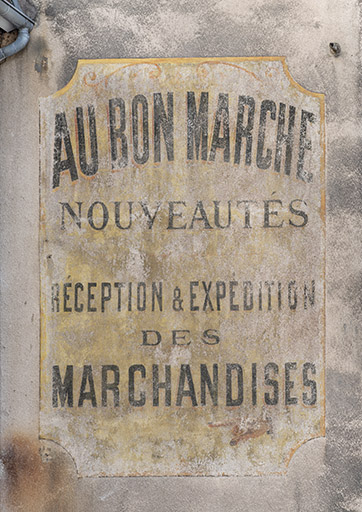 AU BON MARCHE
NOUVEAUTÉS
RÉCEPTION & EXPÉDITION
DES
MARCHANDISES